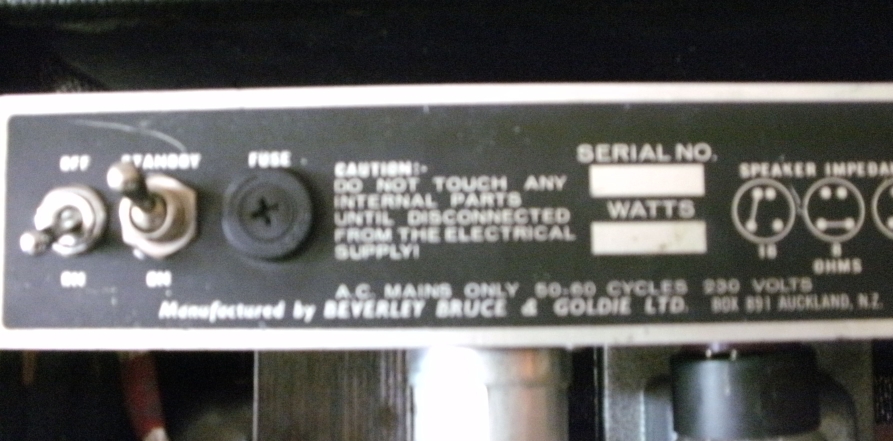 OFF
STANDBY
FUSE
ON
ON
CAUTION:-
DO NOT TOUCH ANY
INTERNAL PARTS
UNTIL DISCONNECTED
FROM THE ELECTRICAL
SUPPLY!
SERIAL NO.
WATTS
SPEAKER IMPEDA
16
8
OHMS
A.C. MAINS ONLY 50-60 CYCLES 230 VOLTS
Manufactured by BEVERLEY BRUCE & GOLDIE LTD. BOX 891 AUCKLAND, N.Z.